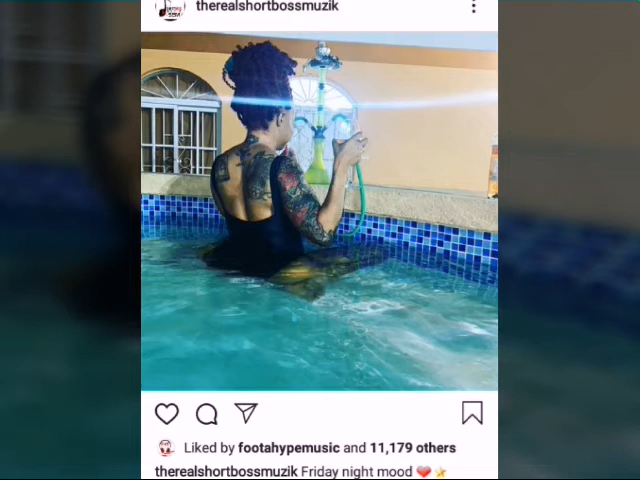 therealshortbossmuzik
Liked by footahypemusic and 11,179 others
therealshortbossmuzik Friday night mood ❤️⭐